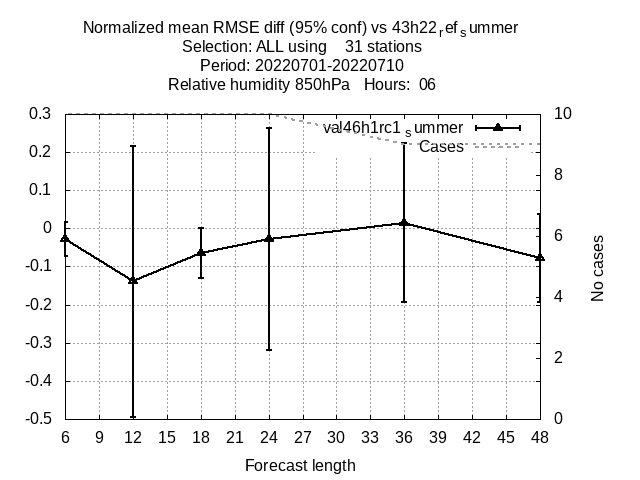 Normalized mean RMSE diff (95% conf) vs 43h22refsummer
Selection: ALL using 31 stations
Period: 20220701-20220710
Relative humidity 850hPa Hours: 06
0.3
0.2
0.1
0
-0.1
-0.2
-0.3
-0.4
-0.5
val46h1rc1summer
Cases
10
8
6
4
2
0
No cases
6 9 12 15 18 21 24 27 30 33 36 39 42 45 48
Forecast length